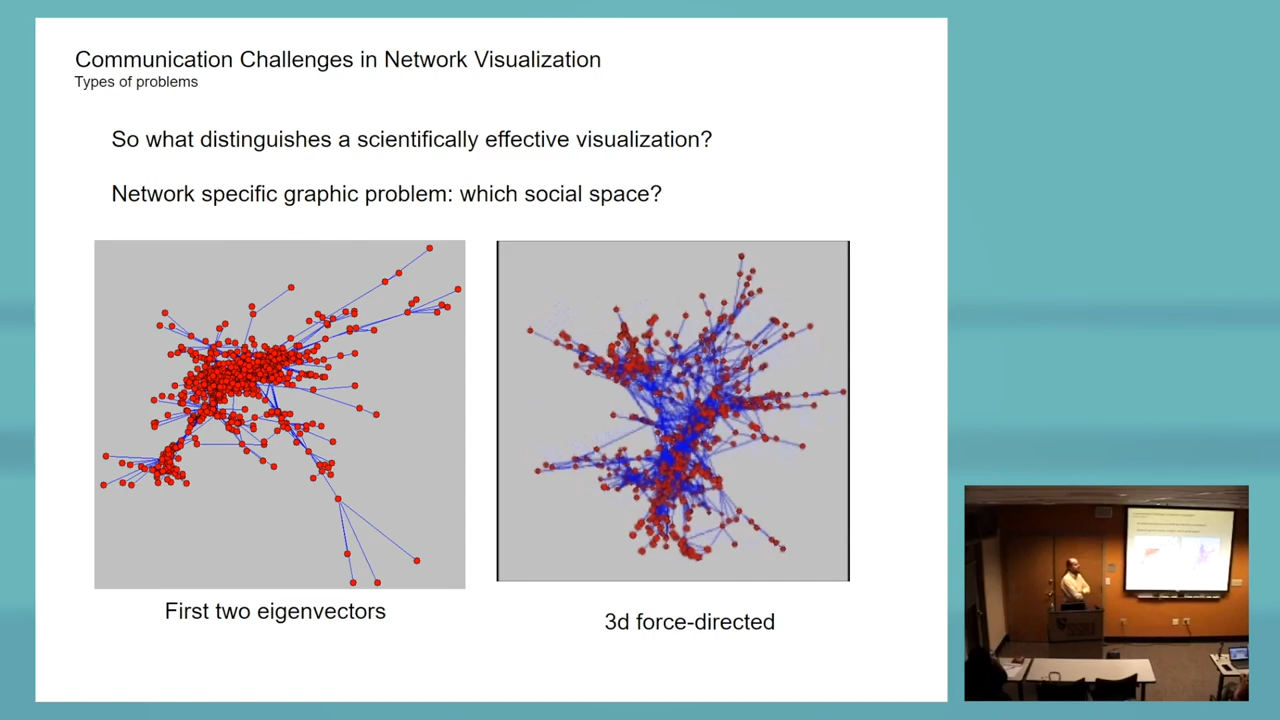 Communication Challenges in Network Visualization
Types of problems
So what distinguishes a scientifically effective visualization?
Network specific graphic problem: which social space?
First two eigenvectors
3d force-directed